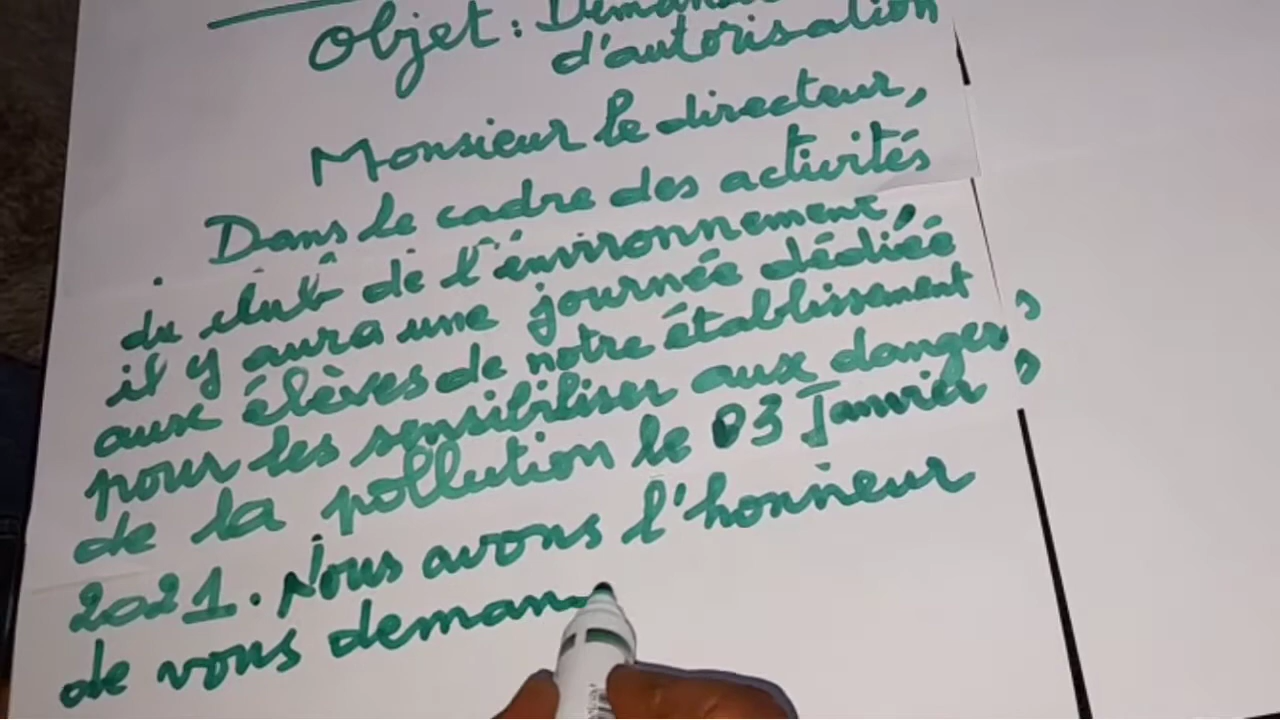 Objet : Demande
d'autorisation
Monsieur le directeur,
Dans le cadre des activités
du club de l'environnement,
il y aura une journée dédiée
aux élèves de notre établissement
pour les sensibiliser aux dangers
de la pollution le 03 Janvier
2021. Nous avons l'honneur
de vous deman